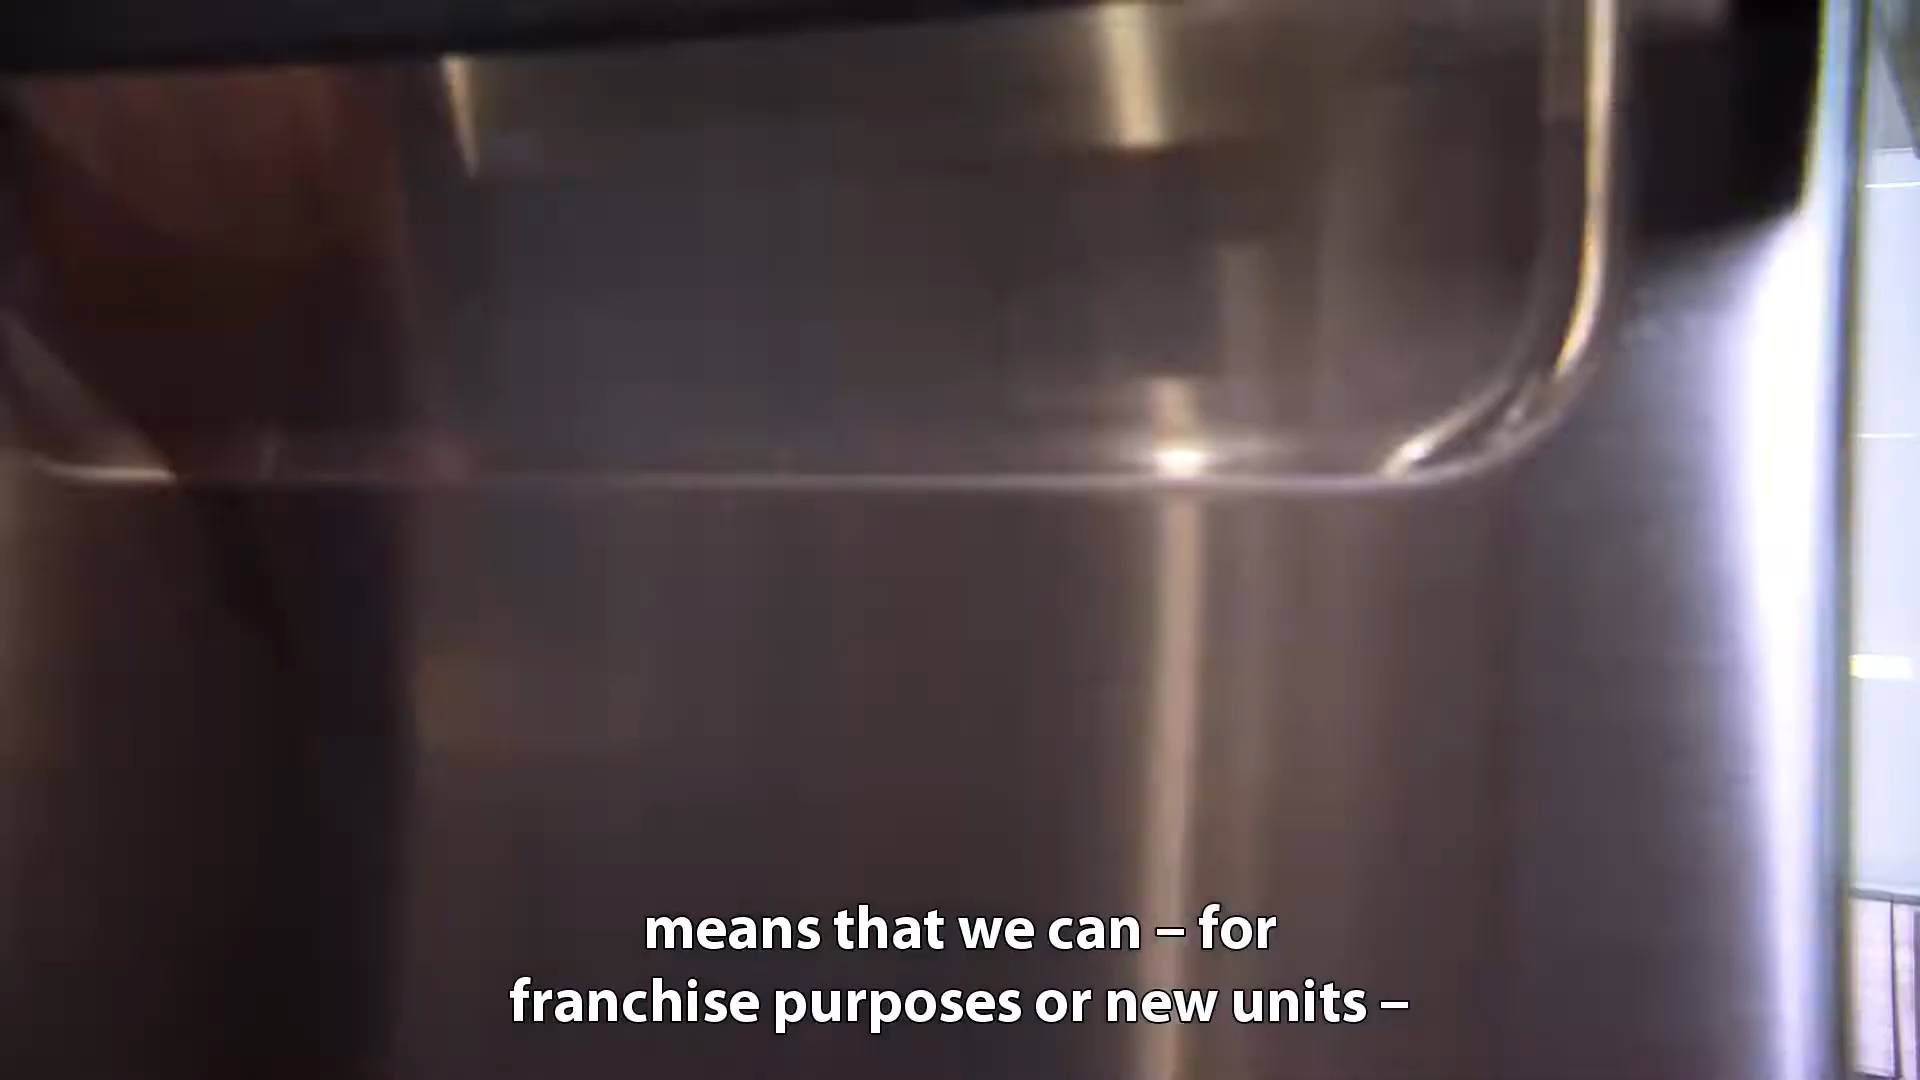 means that we can – for
franchise purposes or new units –